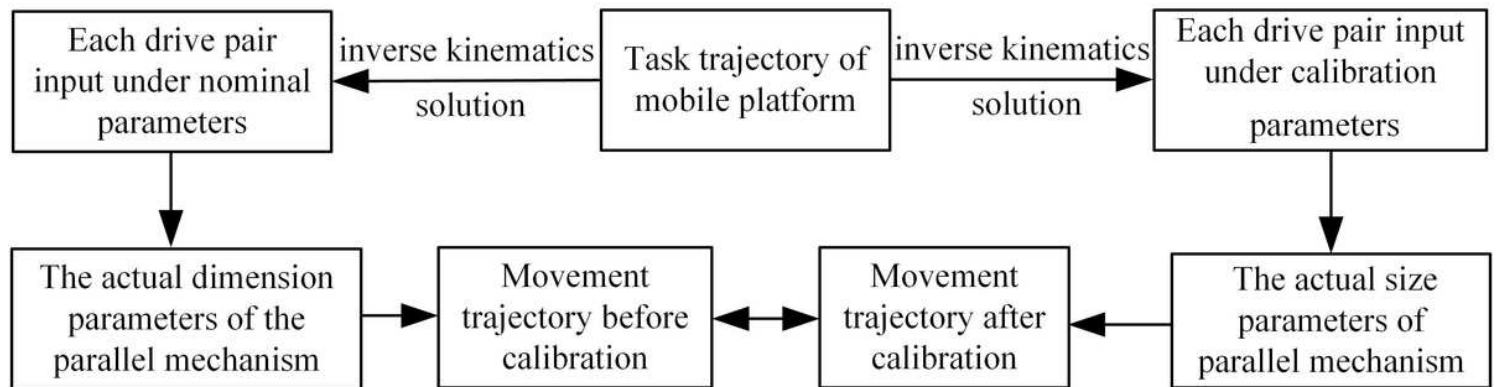 Each drive pair
input under nominal
parameters
inverse kinematics
solution
Task trajectory of
mobile platform
inverse kinematics
solution
Each drive pair input
under calibration
parameters
The actual dimension
parameters of the
parallel mechanism
Movement
trajectory before
calibration
Movement
trajectory after
calibration
The actual size
parameters of
parallel mechanism